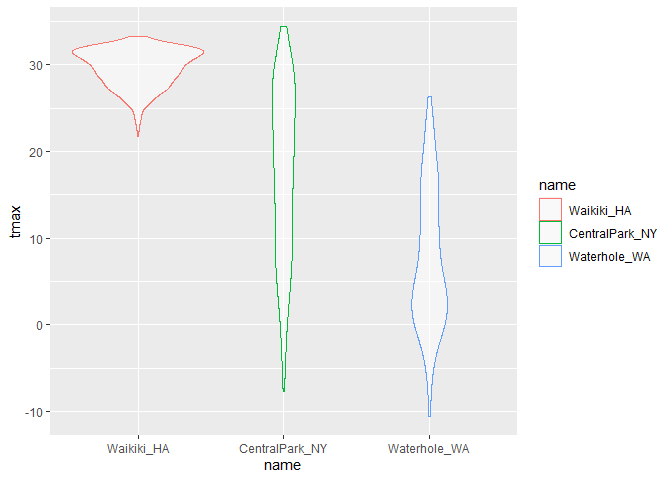 tmax
30
20
10
0
-10
Waikiki_HA
CentralPark_NY
Waterhole_WA
name
name
Waikiki_HA
CentralPark_NY
Waterhole_WA